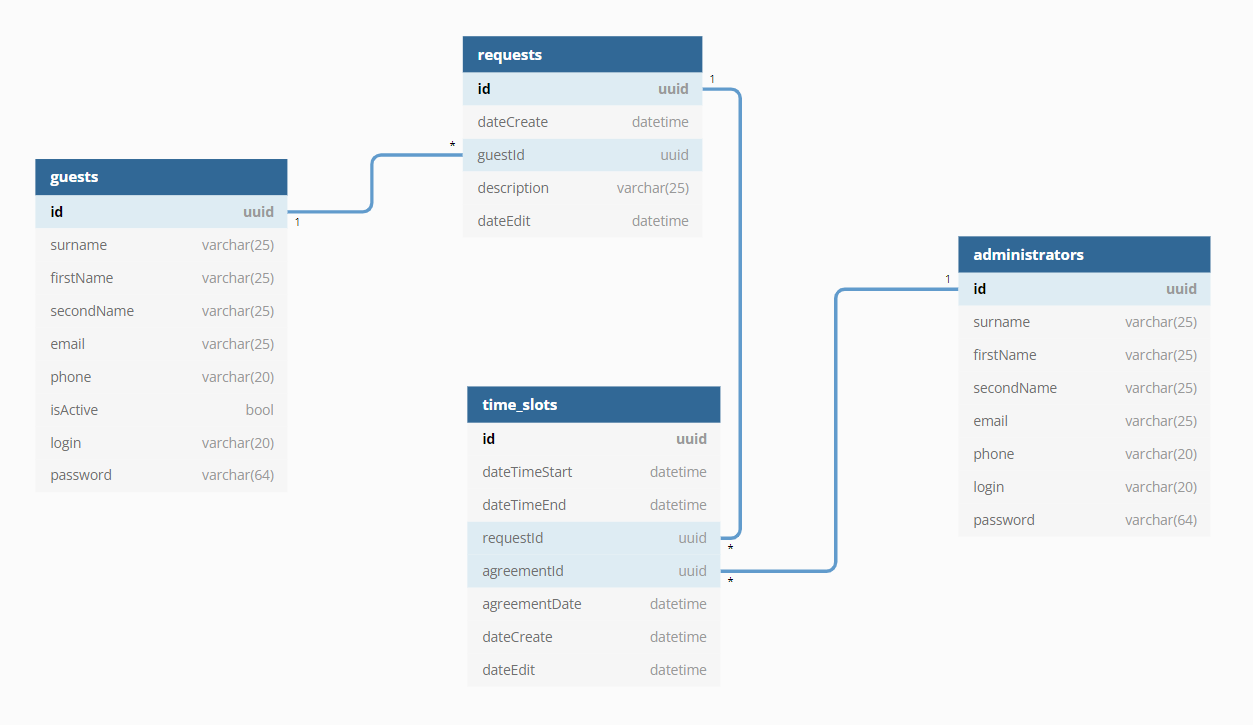 requests
id uuid
dateCreate datetime
guestId uuid
description varchar(25)
dateEdit datetime
1
*
guests
id uuid
surname varchar(25)
firstName varchar(25)
secondName varchar(25)
email varchar(25)
phone varchar(20)
isActive bool
login varchar(20)
password varchar(64)
1
administrators
id uuid
surname varchar(25)
firstName varchar(25)
secondName varchar(25)
email varchar(25)
phone varchar(20)
login varchar(20)
password varchar(64)
1
time_slots
id uuid
dateTimeStart datetime
dateTimeEnd datetime
requestId uuid
agreementId uuid
agreementDate datetime
dateCreate datetime
dateEdit datetime
*
*